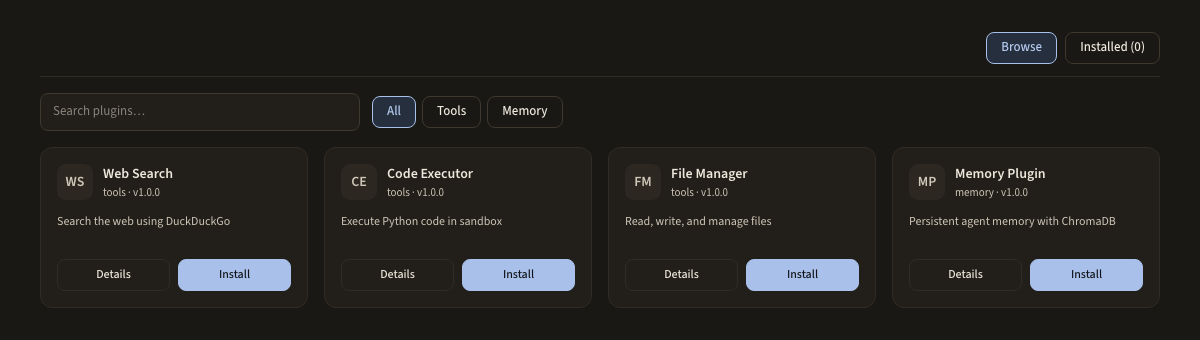 Browse
Installed (0)
Search plugins...
All
Tools
Memory
WS
Web Search
tools · v1.0.0
Search the web using DuckDuckGo
Details
Install
CE
Code Executor
tools · v1.0.0
Execute Python code in sandbox
Details
Install
FM
File Manager
tools · v1.0.0
Read, write, and manage files
Details
Install
MP
Memory Plugin
memory · v1.0.0
Persistent agent memory with ChromaDB
Details
Install